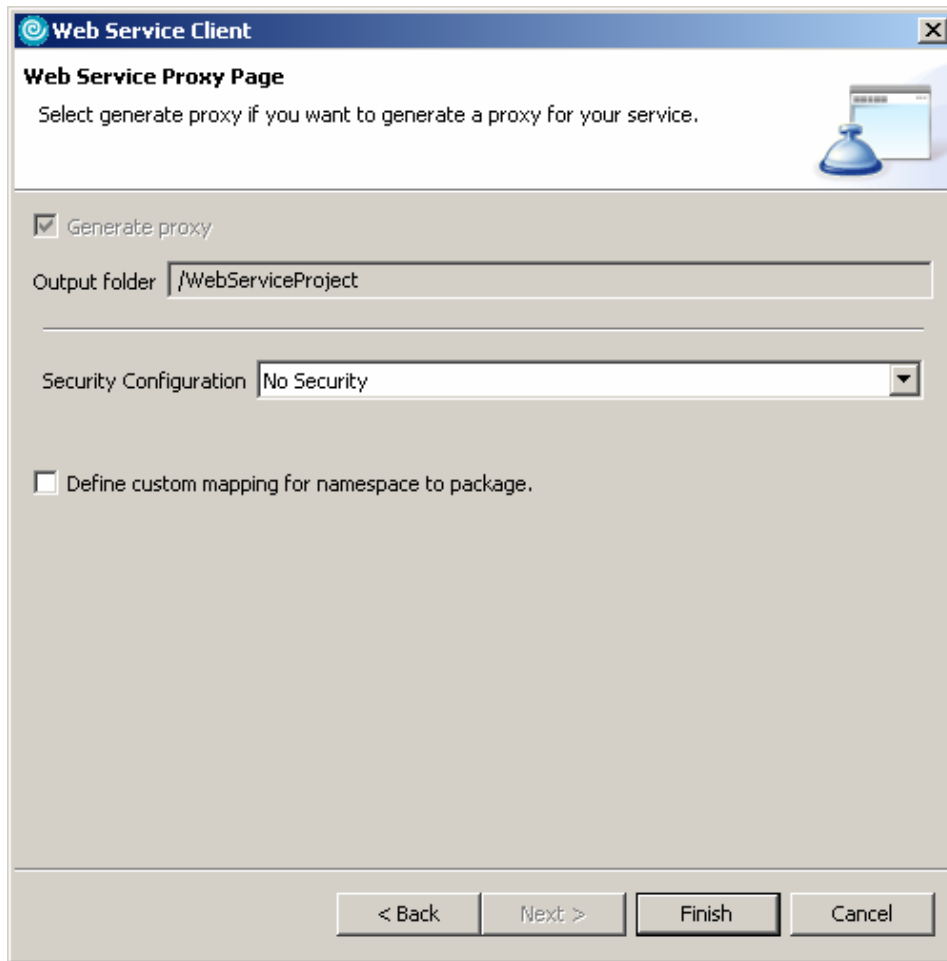 Web Service Client
Web Service Proxy Page
Select generate proxy if you want to generate a proxy for your service.
Generate proxy
Output folder /WebServiceProject
Security Configuration No Security
Define custom mapping for namespace to package.
< Back Next > Finish Cancel